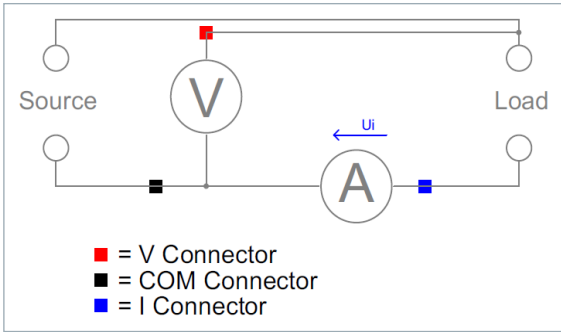 Source
V
Load
Ui
A
= V Connector
= COM Connector
= I Connector